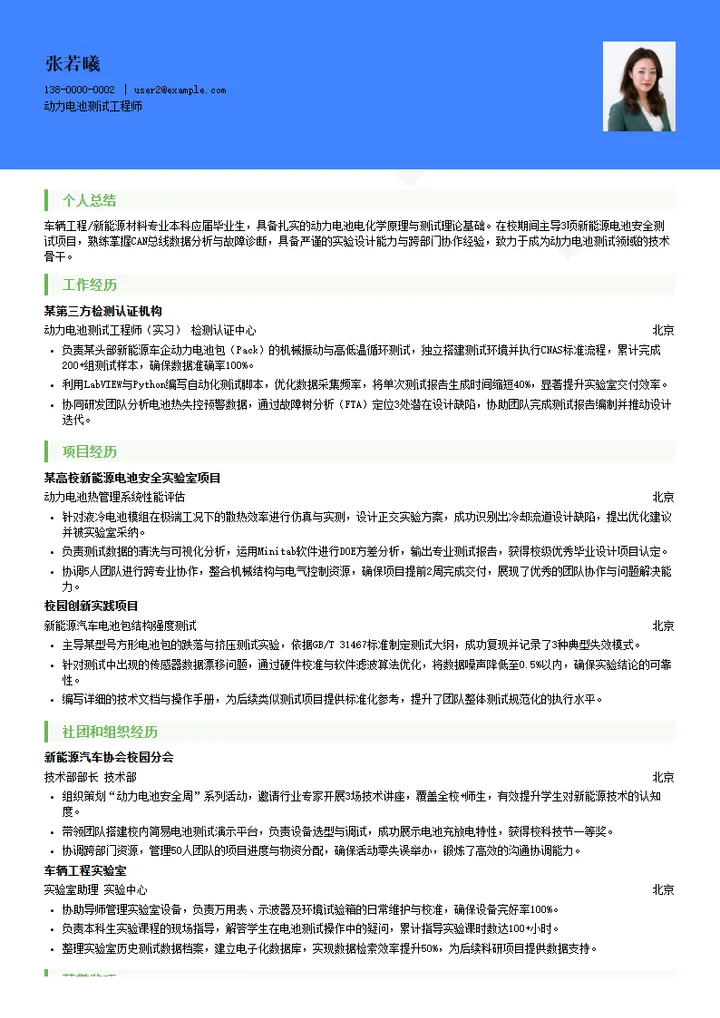 张若曦
138-0000-0002 | user2@example.com
动力电池测试工程师
个人总结
车辆工程/新能源材料专业本科应届毕业生，具备扎实的动力电池电化学原理与测试理论基础。在校期间主导3项新能源电池安全测
试项目，熟练掌握CAN总线数据分析与故障诊断，具备严谨的实验设计能力与跨部门协作经验，致力于成为动力电池测试领域的技术
骨干。
工作经历
某第三方检测认证机构
动力电池测试工程师（实习） 检测认证中心 北京
• 负责某头部新能源车企动力电池包（Pack）的机械振动与高低温循环测试，独立搭建测试环境并执行CNAS标准流程，累计完成
200+组测试样本，确保数据准确率100%。
• 利用LabVIEW与Python编写自动化测试脚本，优化数据采集频率，将单次测试报告生成时间缩短40%，显著提升实验室交付效率。
• 协同研发团队分析电池热失控预警数据，通过故障树分析（FTA）定位3处潜在设计缺陷，协助团队完成测试报告编制并推动设计
迭代。
项目经历
某高校新能源电池安全实验室项目
动力电池热管理系统性能评估 北京
• 针对液冷电池模组在极端工况下的散热效率进行仿真与实测，设计正交实验方案，成功识别出冷却流道设计缺陷，提出优化建议
并被实验室采纳。
• 负责测试数据的清洗与可视化分析，运用Minitab软件进行DOE方差分析，输出专业测试报告，获得校级优秀毕业设计项目认定。
• 协调5人团队进行跨专业协作，整合机械结构与电气控制资源，确保项目提前2周完成交付，展现了优秀的团队协作与问题解决能
力。
校园创新实践项目
新能源汽车电池包结构强度测试 北京
• 主导某型号方形电池包的跌落与挤压测试实验，依据GB/T 31467标准制定测试大纲，成功复现并记录了3种典型失效模式。
• 针对测试中出现的传感器数据漂移问题，通过硬件校准与软件滤波算法优化，将数据噪声降低至0.5%以内，确保实验结论的可靠
性。
• 编写详细的技术文档与操作手册，为后续类似测试项目提供标准化参考，提升了团队整体测试规范化的执行水平。
社团和组织经历
新能源汽车协会校园分会
技术部部长 技术部 北京
• 组织策划“动力电池安全周”系列活动，邀请行业专家开展3场技术讲座，覆盖全校+师生，有效提升学生对新能源技术的认知
度。
• 带领团队搭建校内简易电池测试演示平台，负责设备选型与调试，成功展示电池充放电特性，获得校科技节一等奖。
• 协调跨部门资源，管理50人团队的项目进度与物资分配，确保活动零失误举办，锻炼了高效的沟通协调能力。
车辆工程实验室
实验室助理 实验中心 北京
• 协助导师管理实验室设备，负责万用表、示波器及环境试验箱的日常维护与校准，确保设备完好率100%。
• 负责本科生实验课程的现场指导，解答学生在电池测试操作中的疑问，累计指导实验课时数达100+小时。
• 整理实验室历史测试数据档案，建立电子化数据库，实现数据检索效率提升50%，为后续科研项目提供数据支持。